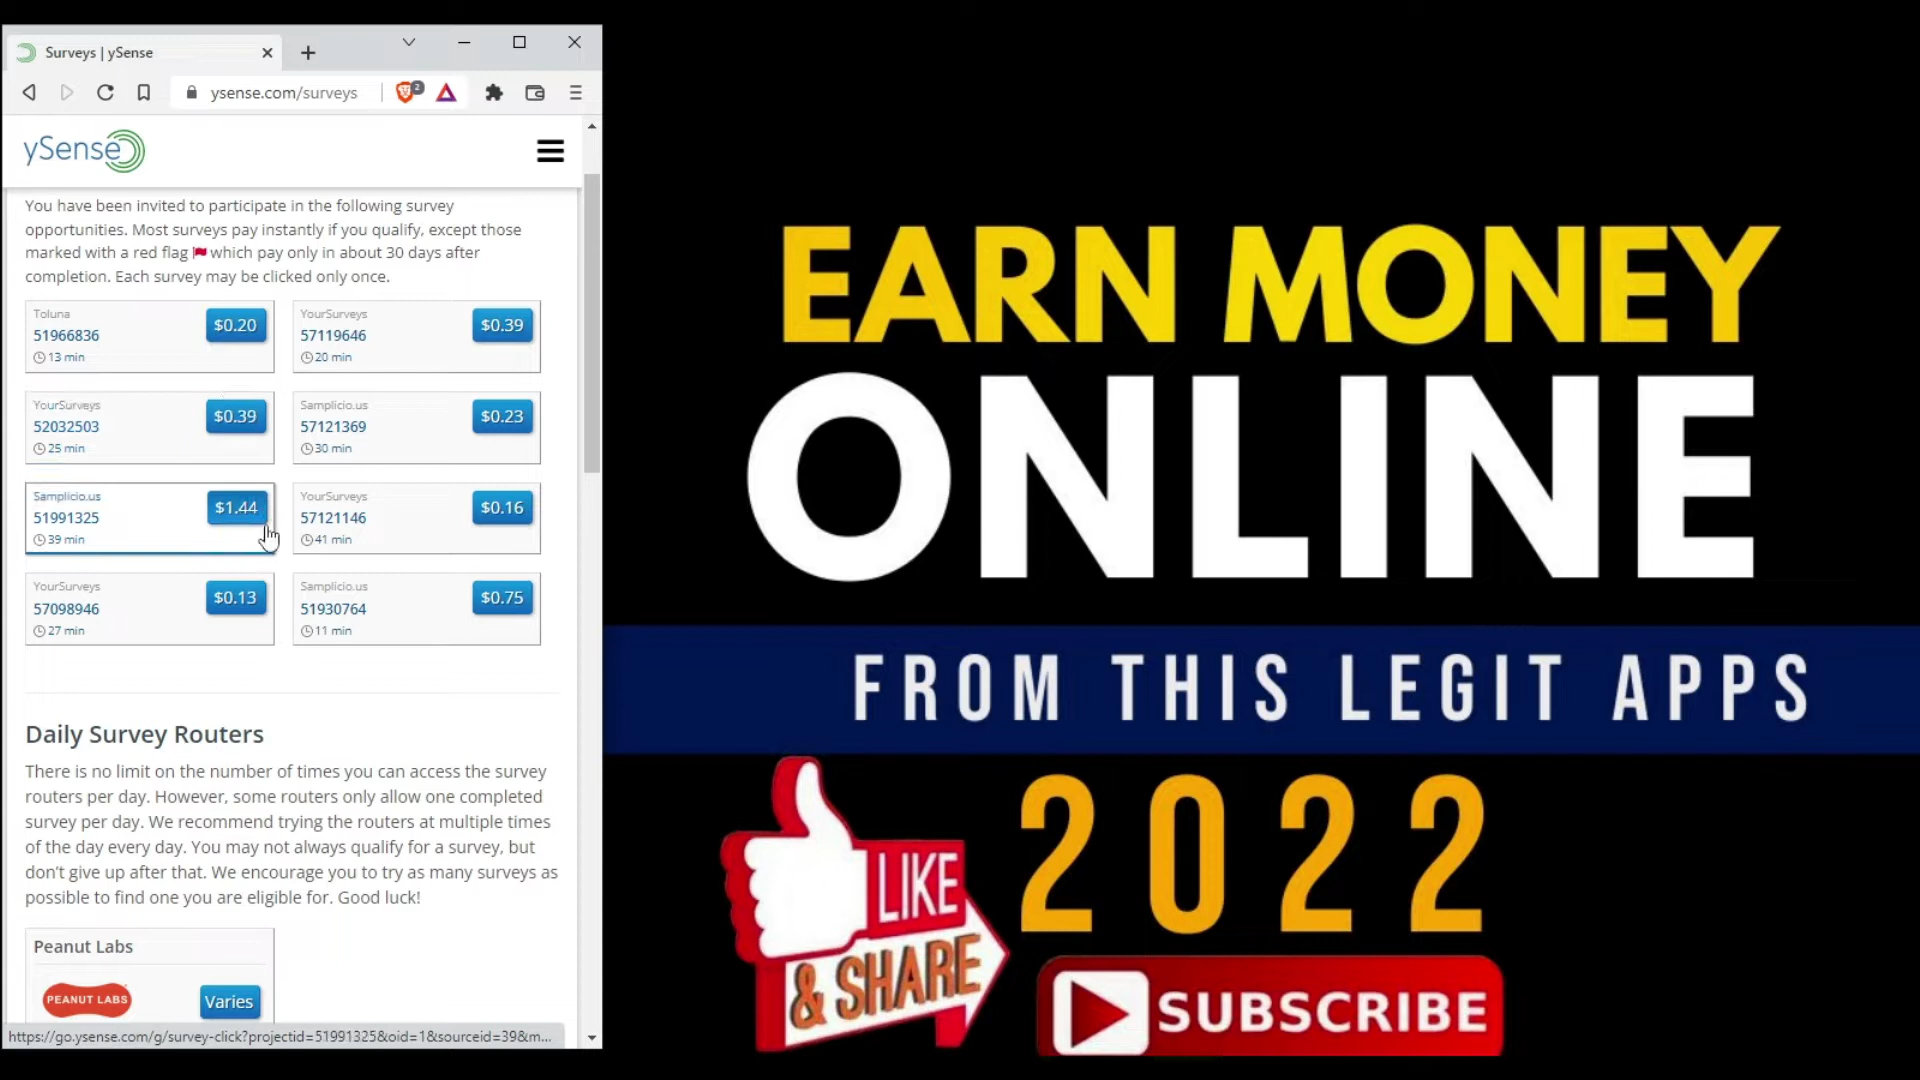 Surveys | ySense
ysense.com/surveys
2
ySense
You have been invited to participate in the following survey
opportunities. Most surveys pay instantly if you qualify, except those
marked with a red flag which pay only in about 30 days after
completion. Each survey may be clicked only once.
Toluna
51966836
13 min
$0.20
YourSurveys
57119646
20 min
$0.39
YourSurveys
52032503
25 min
$0.39
Samplicio.us
57121369
30 min
$0.23
Samplicio.us
51991325
39 min
$1.44
YourSurveys
57121146
41 min
$0.16
YourSurveys
57098946
27 min
$0.13
Samplicio.us
51930764
11 min
$0.75
Daily Survey Routers
There is no limit on the number of times you can access the survey
routers per day. However, some routers only allow one completed
survey per day. We recommend trying the routers at multiple times
of the day every day. You may not always qualify for a survey, but
don't give up after that. We encourage you to try as many surveys as
possible to find one you are eligible for. Good luck!
Peanut Labs
PEANUT LABS
Varies
https://go.ysense.com/g/survey-click?projectid=51991325&oid=1&sourceid=39&m...
EARN MONEY
ONLINE
FROM THIS LEGIT APPS
2022
LIKE
& SHARE
SUBSCRIBE